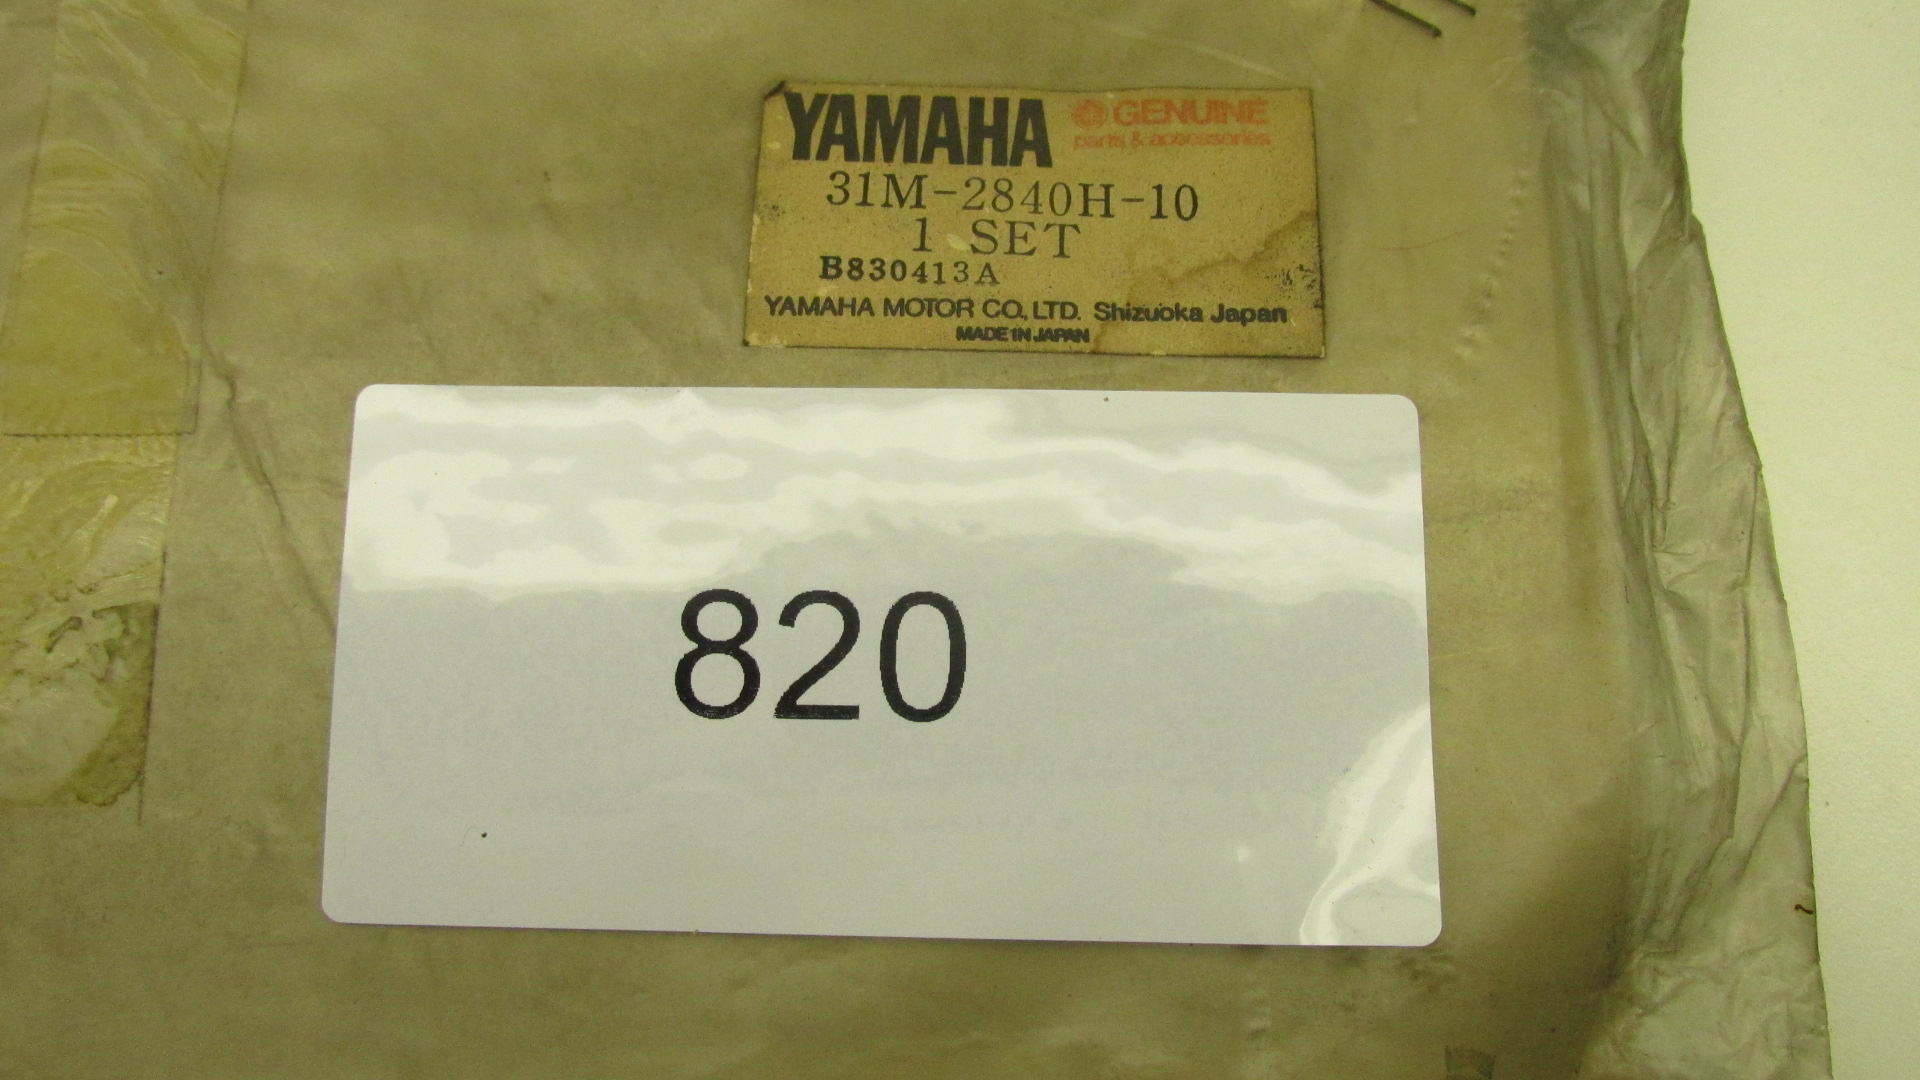 YAMAHA GENUINE
parts & accessories
31M-2840H-10
1 SET
B830413A
YAMAHA MOTOR CO., LTD. Shizuoka Japan
MADE IN JAPAN
820